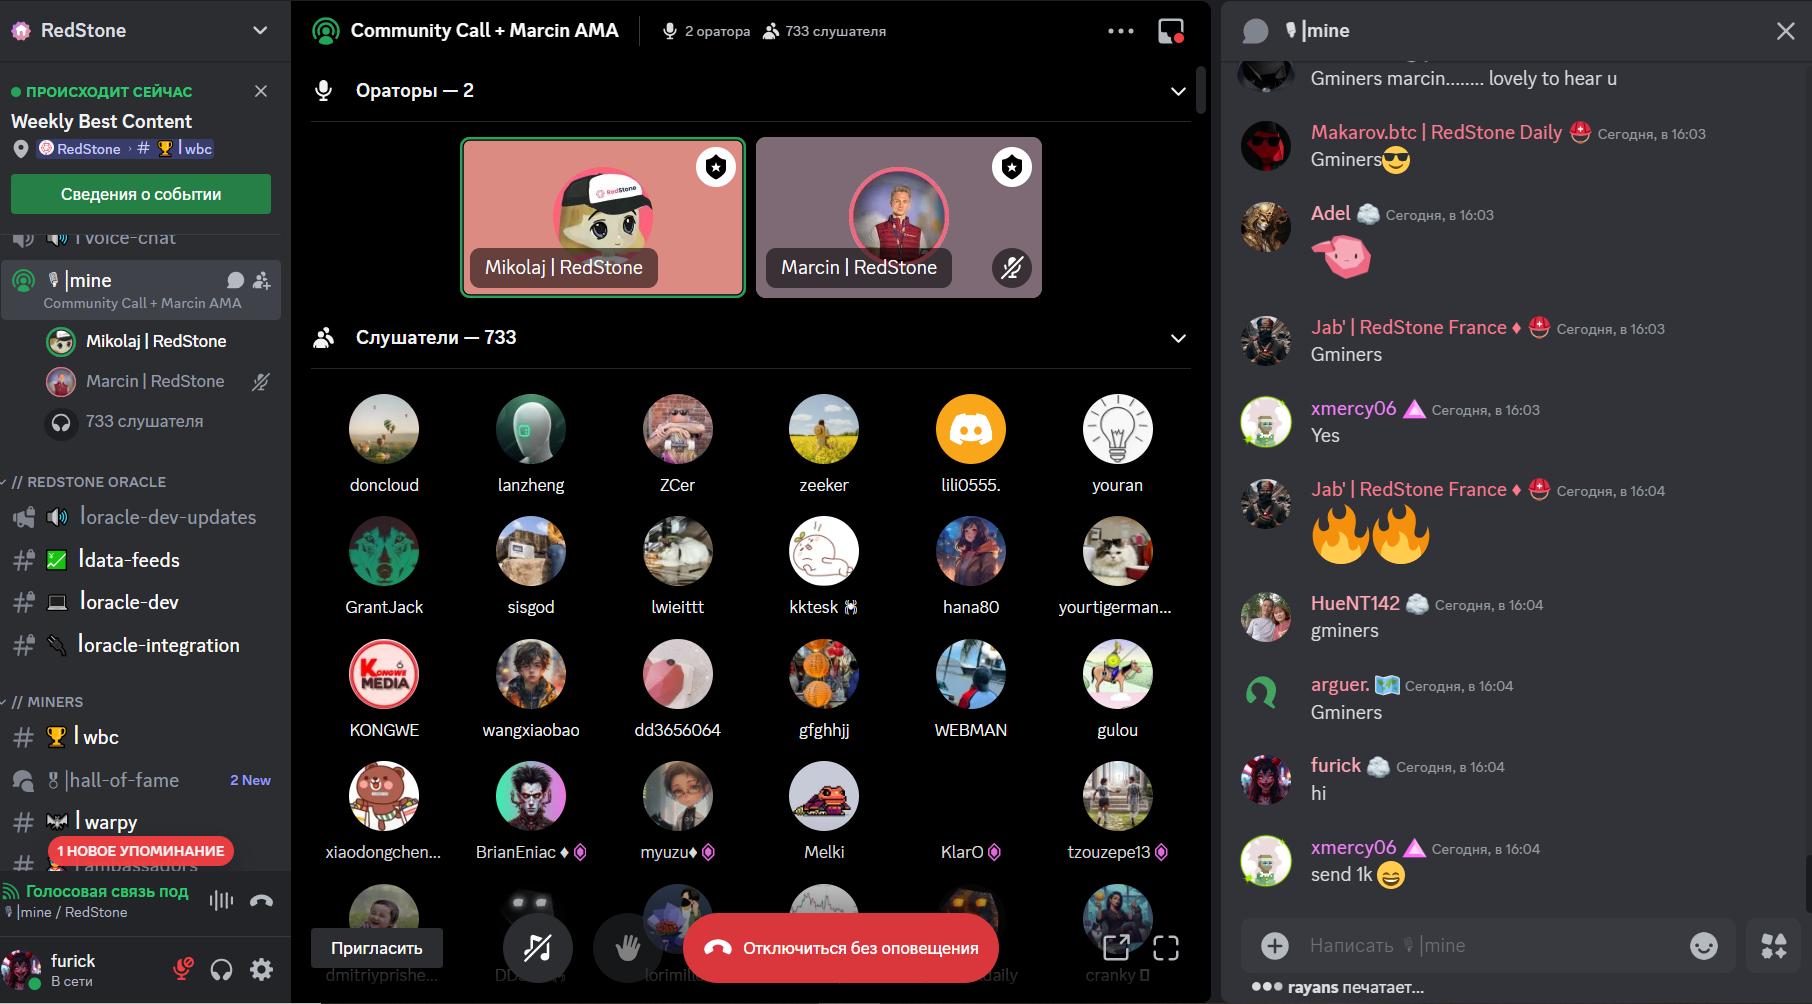 RedStone
ПРОИСХОДИТ СЕЙЧАС
Weekly Best Content
RedStone › # 🏆 | wbc
Сведения о событии
| voice-chat
🎙|mine
Community Call + Marcin AMA
Mikolaj | RedStone
Marcin | RedStone
733 слушателя
// REDSTONE ORACLE
|oracle-dev-updates
|data-feeds
|oracle-dev
|oracle-integration
// MINERS
| wbc
|hall-of-fame
2 New
| warpy
1 НОВОЕ УПОМИНАНИЕ
| ambassadors
Голосовая связь под
🎙|mine / RedStone
furick
В сети
Community Call + Marcin AMA
2 оратора
733 слушателя
Ораторы — 2
RedStone
Mikolaj | RedStone
Marcin | RedStone
Слушатели — 733
doncloud
lanzheng
ZCer
zeeker
lili0555.
youran
GrantJack
sisgod
lwieittt
kktesk 🕷
hana80
yourtigerman...
KONGWE MEDIA
KONGWE
wangxiaobao
dd3656064
gfghhjj
WEBMAN
gulou
xiaodongchen...
BrianEniac ♦
myuzu♦
Melki
KlarO
tzouzepe13
Пригласить
Отключиться без оповещения
dmitriyprishe...
cranky
🎙|mine
Gminers marcin........ lovely to hear u
Makarov.btc | RedStone Daily Сегодня, в 16:03
Gminers😎
Adel Сегодня, в 16:03
Jab' | RedStone France ♦ Сегодня, в 16:03
Gminers
xmercy06 Сегодня, в 16:03
Yes
Jab' | RedStone France ♦ Сегодня, в 16:04
🔥🔥
HueNT142 Сегодня, в 16:04
gminers
arguer. Сегодня, в 16:04
Gminers
furick Сегодня, в 16:04
hi
xmercy06 Сегодня, в 16:04
send 1k😄
Написать 🎙|mine
rayans печатает...